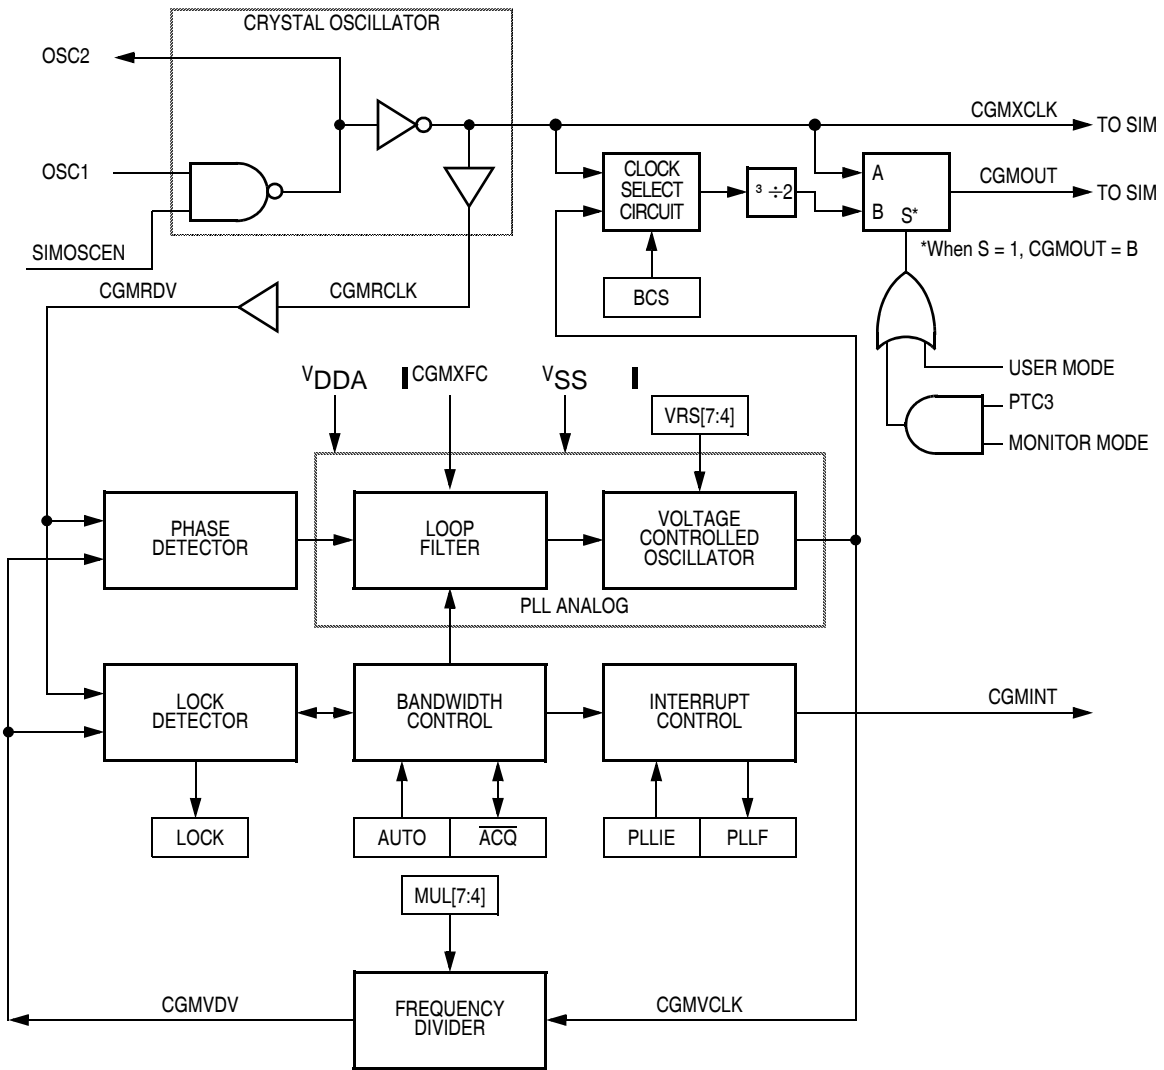 CRYSTAL OSCILLATOR
OSC2
CGMXCLK
TO SIM
OSC1
CLOCK
SELECT
CIRCUIT
³ ÷2
A
B
S*
CGMOUT
TO SIM
SIMOSCEN
*When S = 1, CGMOUT = B
CGMRDV
CGMRCLK
BCS
VDDA
CGMXFC
VSS
VRS[7:4]
USER MODE
PTC3
MONITOR MODE
PHASE
DETECTOR
LOOP
FILTER
VOLTAGE
CONTROLLED
OSCILLATOR
PLL ANALOG
LOCK
DETECTOR
BANDWIDTH
CONTROL
INTERRUPT
CONTROL
CGMINT
LOCK
AUTO
ACQ
PLLIE
PLLF
MUL[7:4]
CGMVDV
FREQUENCY
DIVIDER
CGMVCLK